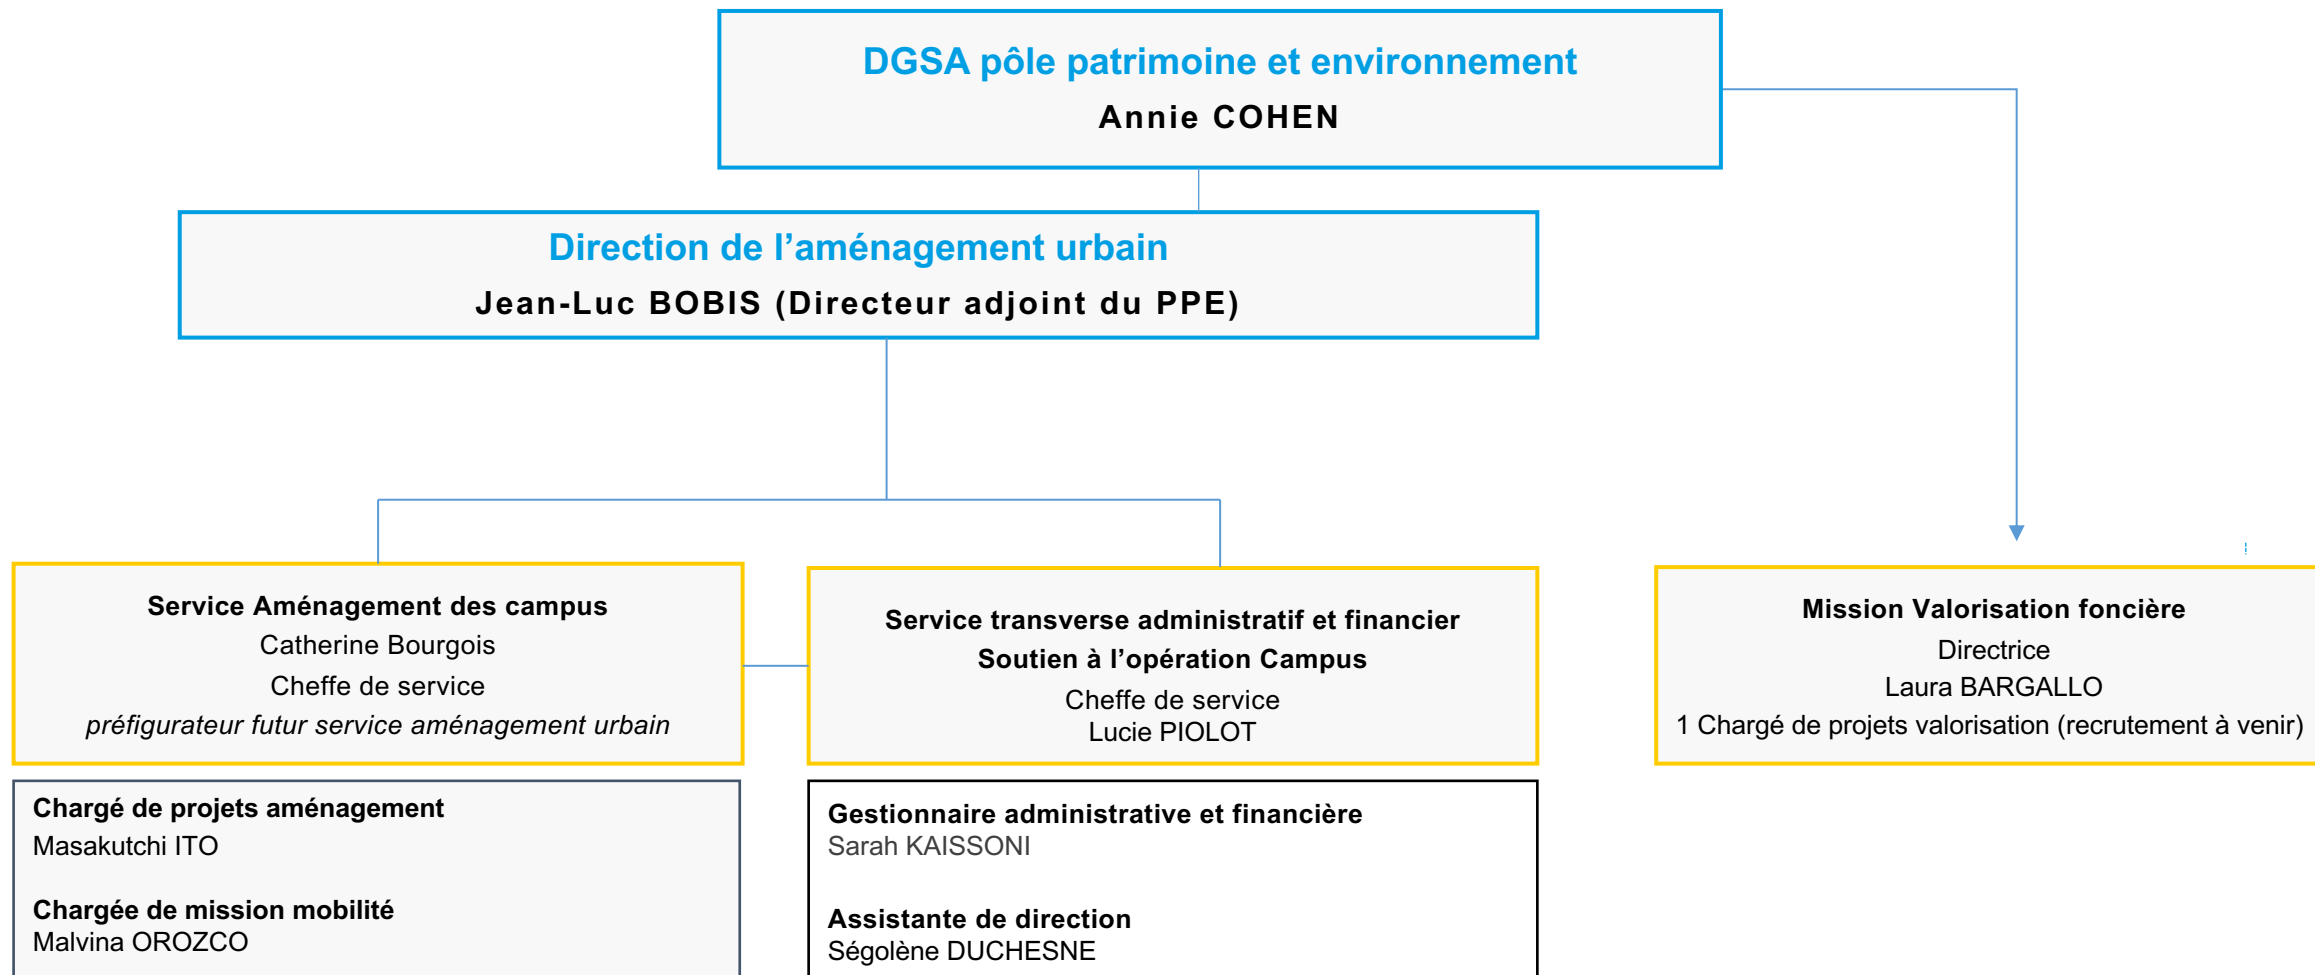 DGSA pôle patrimoine et environnement
Annie COHEN
Direction de l’aménagement urbain
Jean-Luc BOBIS (Directeur adjoint du PPE)
Service Aménagement des campus
Catherine Bourgois
Cheffe de service
préfigurateur futur service aménagement urbain
Service transverse administratif et financier
Soutien à l’opération Campus
Cheffe de service
Lucie PIOLOT
Mission Valorisation foncière
Directrice
Laura BARGALLO
1 Chargé de projets valorisation (recrutement à venir)
Chargé de projets aménagement
Masakutchi ITO
Chargée de mission mobilité
Malvina OROZCO
Gestionnaire administrative et financière
Sarah KAISSONI
Assistante de direction
Ségolène DUCHESNE